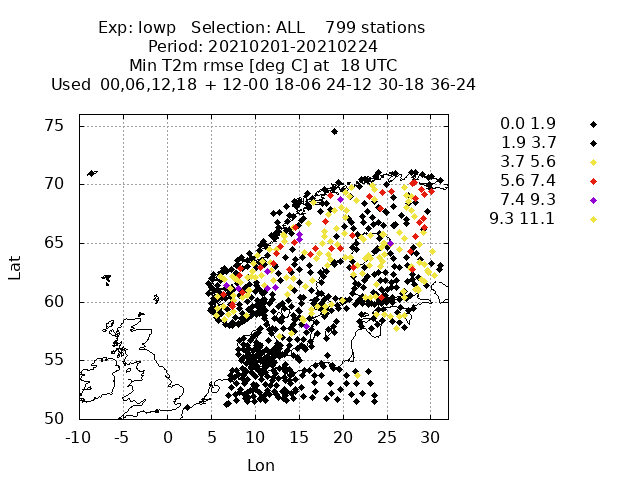 Exp: lowp   Selection: ALL    799 stations
Period: 20210201-20210224
Min T2m rmse [deg C] at  18 UTC
Used  00,06,12,18  + 12-00 18-06 24-12 30-18 36-24
75
70
65
60
55
50
Lat
-10 -5 0 5 10 15 20 25 30
Lon
0.0 1.9
1.9 3.7
3.7 5.6
5.6 7.4
7.4 9.3
9.3 11.1